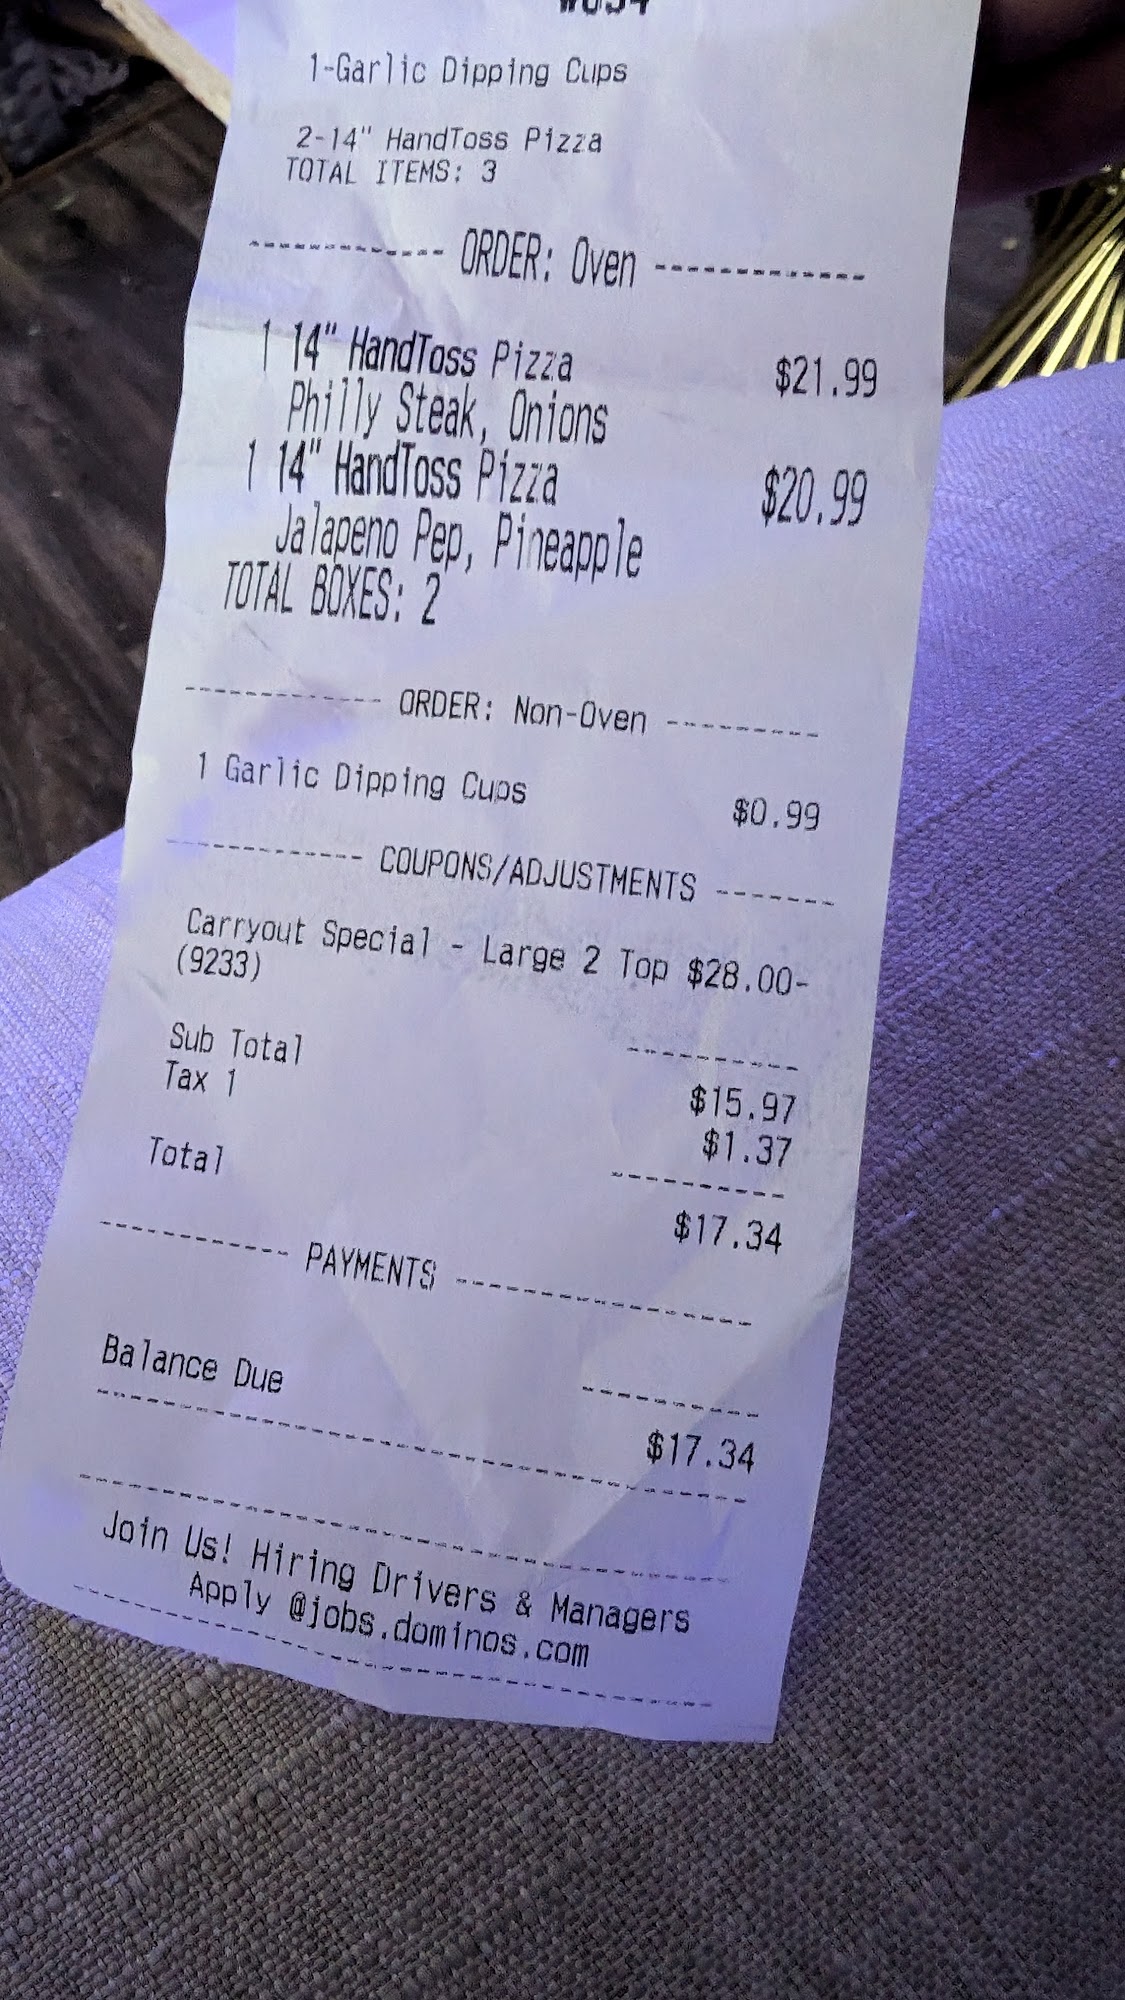 1-Garlic Dipping Cups
2-14" HandToss Pizza
TOTAL ITEMS: 3
------------- ORDER: Oven --------------
1 14" HandToss Pizza $21.99
Philly Steak, Onions
1 14" HandToss Pizza $20.99
Jalapeno Pep, Pineapple
TOTAL BOXES: 2
------------- ORDER: Non-Oven -----------
1 Garlic Dipping Cups $0.99
------------- COUPONS/ADJUSTMENTS --------
Carryout Special - Large 2 Top $28.00-
(9233)
Sub Total $15.97
Tax 1 $1.37
Total $17.34
------------- PAYMENTS --------------------
Balance Due $17.34
Join Us! Hiring Drivers & Managers
Apply @jobs.dominos.com